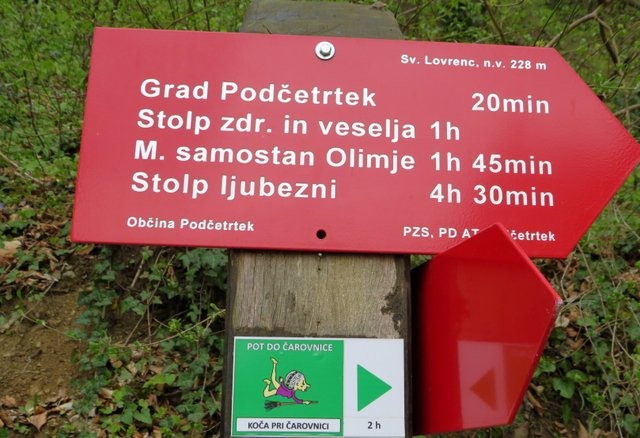 Sv. Lovrenc, n.v. 228 m
Grad Podčetrtek 20min
Stolp zdr. in veselja 1h
M. samostan Olimje 1h 45min
Stolp ljubezni 4h 30min
Občina Podčetrtek PZS, PD
POT DO ČAROVNICE
KOČA PRI ČAROVNICI 2 h